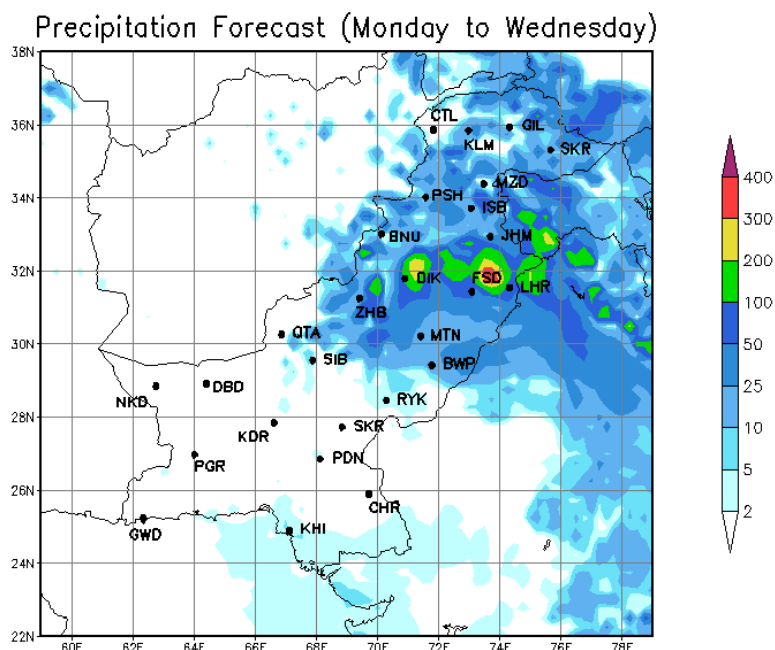 Precipitation Forecast (Monday to Wednesday)
38N
36N
34N
32N
30N
28N
26N
24N
22N
60E
62E
64E
66E
68E
70E
72E
74E
76E
78E
CTL
GIL
KLM
SKR
MZD
PSH
ISB
BNU
JHM
DIK
FSD
LHR
ZHB
QTA
MTN
SIB
BWP
DBD
NKD
RYK
KDR
SKR
PDN
PGR
CHR
GWD
KHI
400
300
200
100
50
25
10
5
2